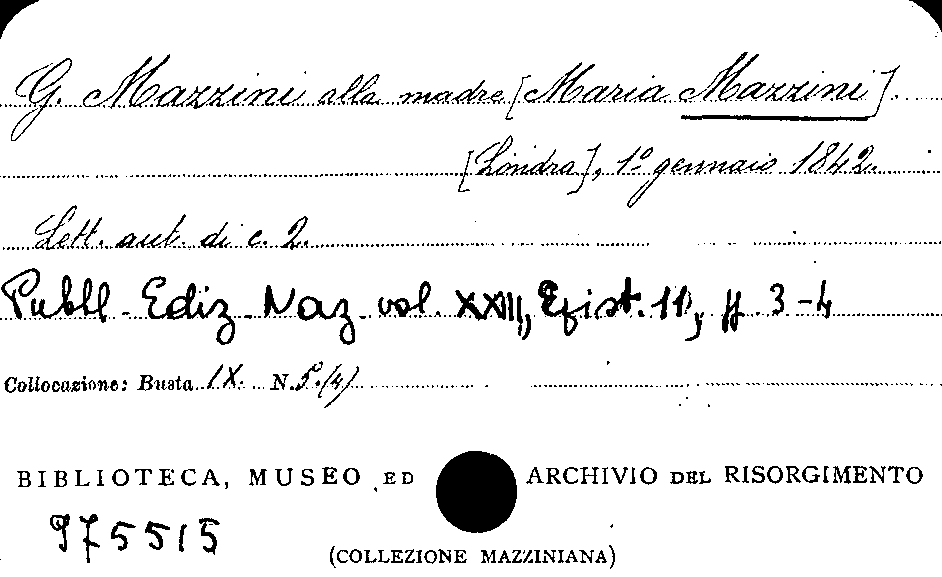 G. Mazzini alla madre [Maria Mazzini].
[Londra], 1º gennaio 1842.
Lett. aut. di c. 2.
Pubbl. Ediz. Naz. vol. XXIII, Epist. 11, pp. 3-4
Collocazione: Busta IX. N. 5.(4)
BIBLIOTECA, MUSEO ED ARCHIVIO DEL RISORGIMENTO
975515
(COLLEZIONE MAZZINIANA)